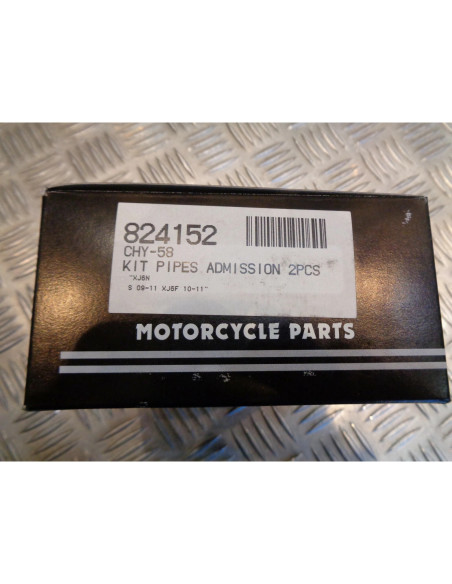 824152
CHY-58
KIT PIPES ADMISSION 2PCS
"XJ6N
S 09-11 XJ6F 10-11"
MOTORCYCLE PARTS